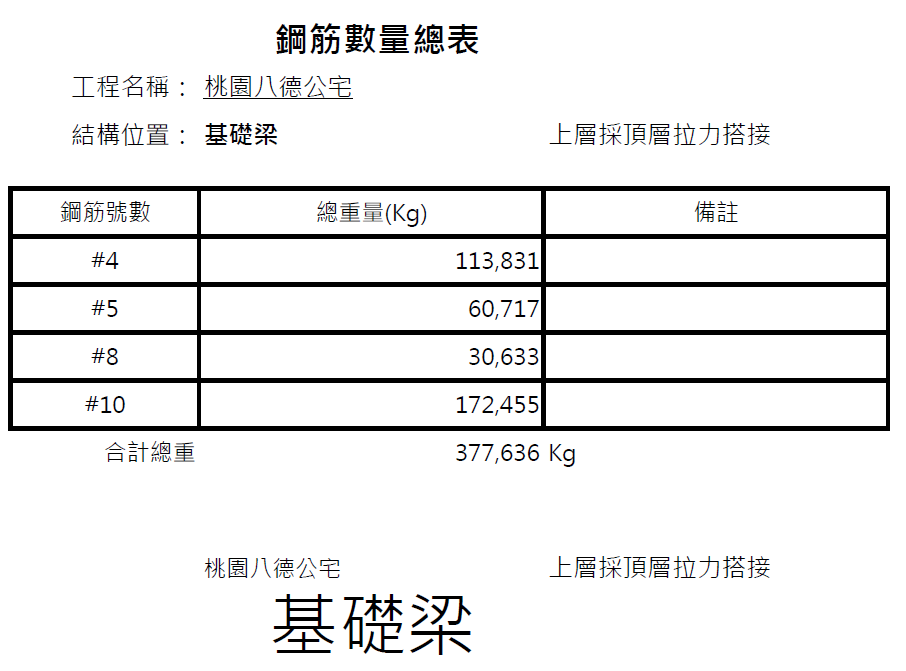 鋼筋數量總表
工程名稱： 桃園八德公宅
結構位置： 基礎梁 上層採頂層拉力搭接
鋼筋號數 總重量(Kg) 備註
#4 113,831
#5 60,717
#8 30,633
#10 172,455
合計總重 377,636 Kg
桃園八德公宅 上層採頂層拉力搭接
基礎梁